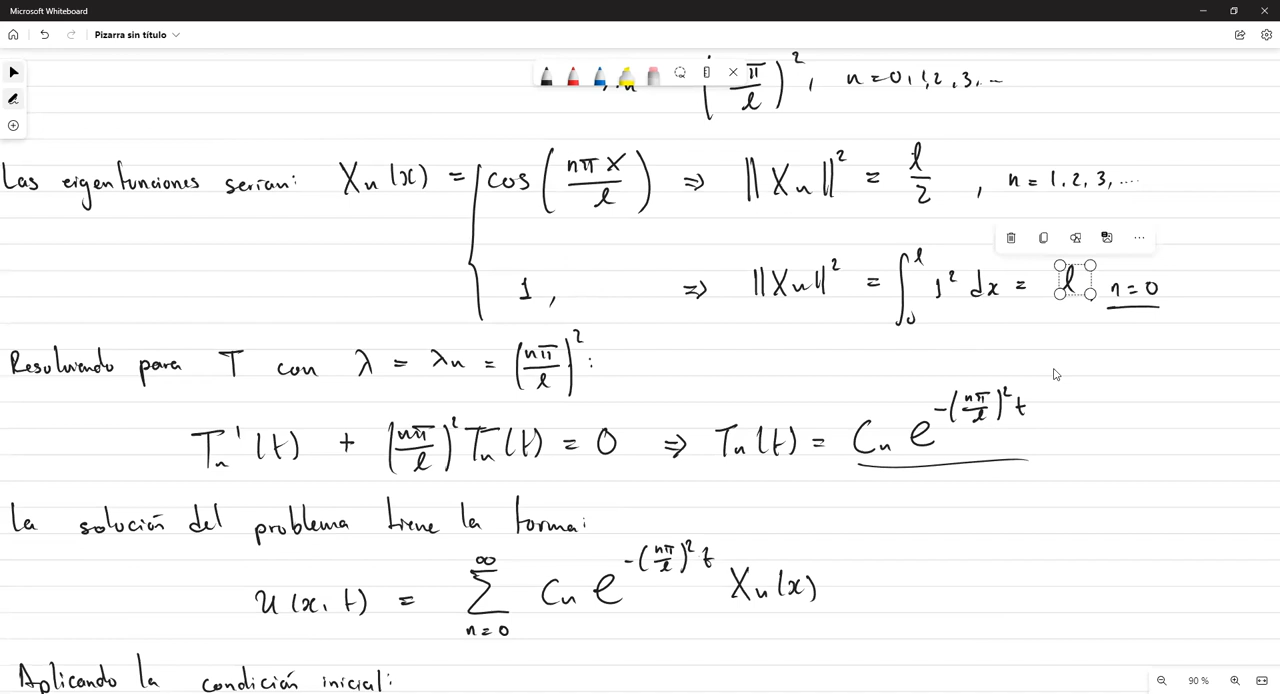 Microsoft Whiteboard
Pizarra sin título
(π/ℓ)², n=0,1,2,3,...
Las eigenfunciones serían: Xn(x) = { cos(nπx/ℓ) ⇒ ||Xn||² = ℓ/2 , n=1,2,3,....
1, ⇒ ||Xn||² = ∫₀^ℓ 1² dx = ℓ n=0
Resolviendo para T con λ = λn = (nπ/ℓ)²:
Tn'(t) + (nπ/ℓ)² Tn(t) = 0 ⇒ Tn(t) = Cn e^(-(nπ/ℓ)² t)
La solución del problema tiene la forma:
u(x,t) = ∑_(n=0)^∞ Cn e^(-(nπ/ℓ)² t) Xn(x)
Aplicando la condición inicial:
90 %